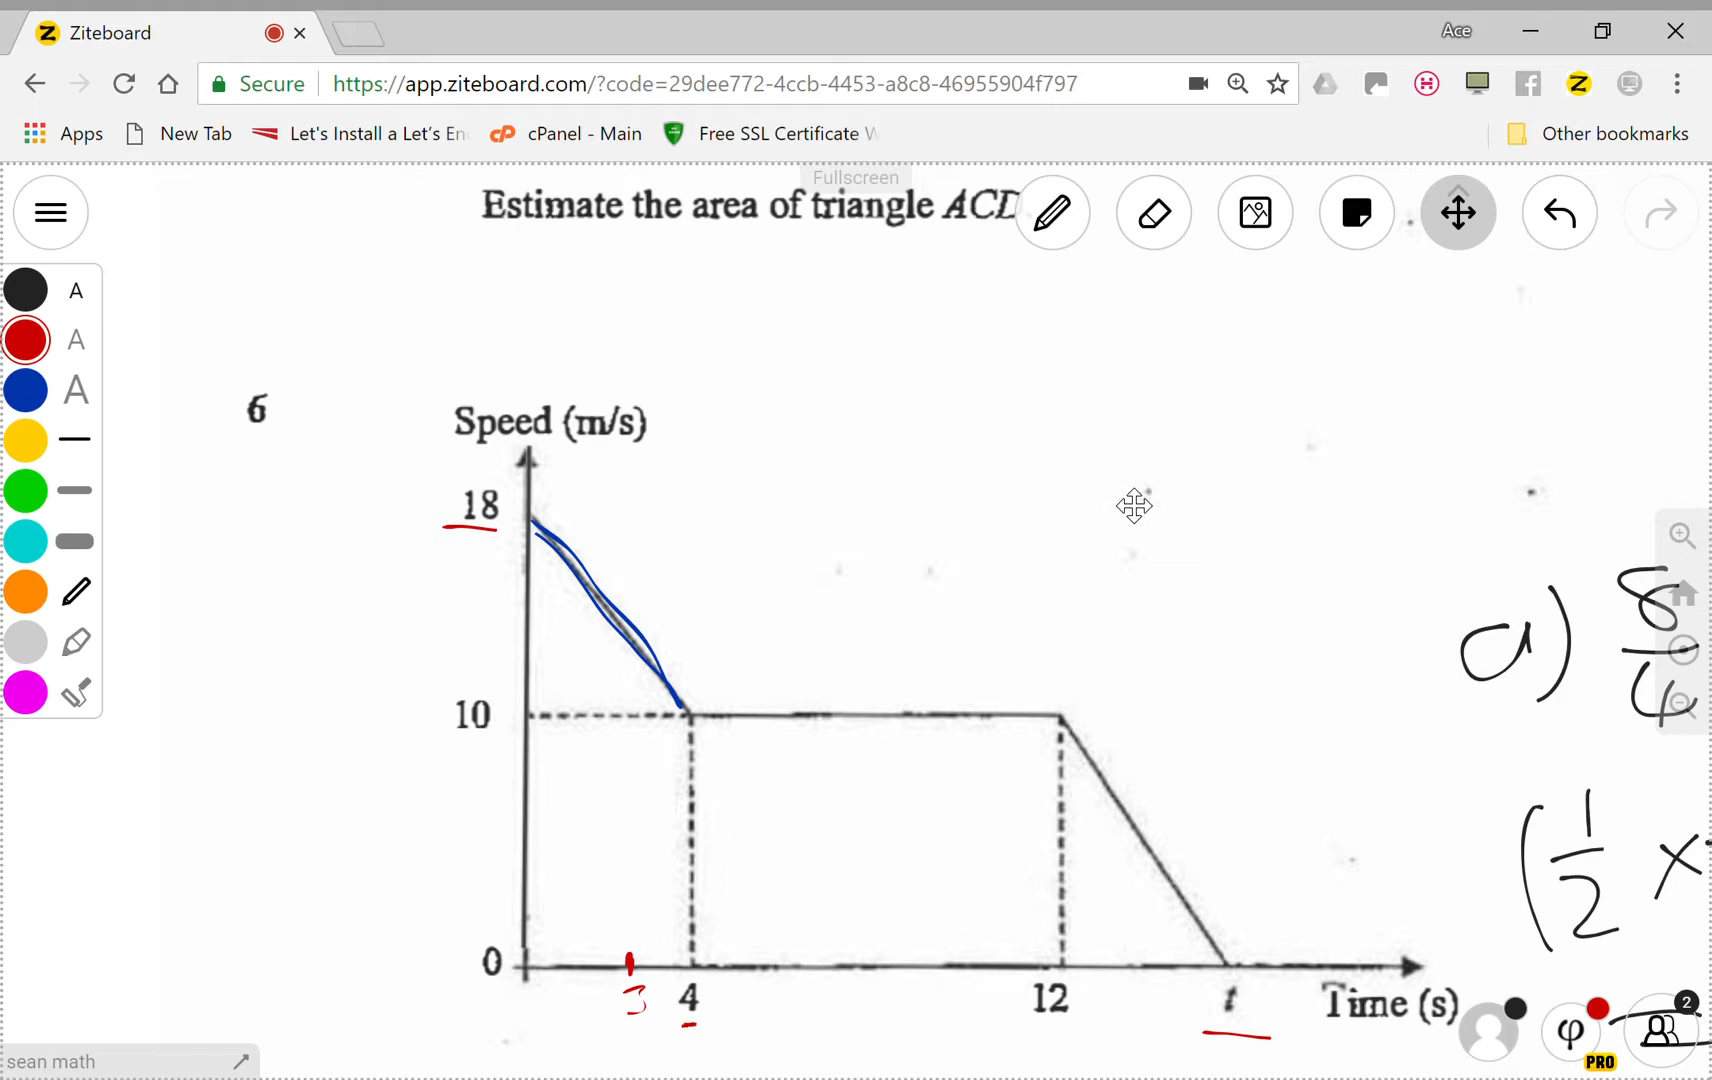 Ziteboard
Ace
Secure
https://app.ziteboard.com/?code=29dee772-4ccb-4453-a8c8-46955904f797
Apps
New Tab
Let's Install a Let's En
cPanel - Main
Free SSL Certificate W
Other bookmarks
Fullscreen
Estimate the area of triangle ACD
A
A
A
6
Speed (m/s)
18
10
0
3
4
12
t
Time (s)
a) 8
4
(1
2 ×
2
φ
PRO
sean math